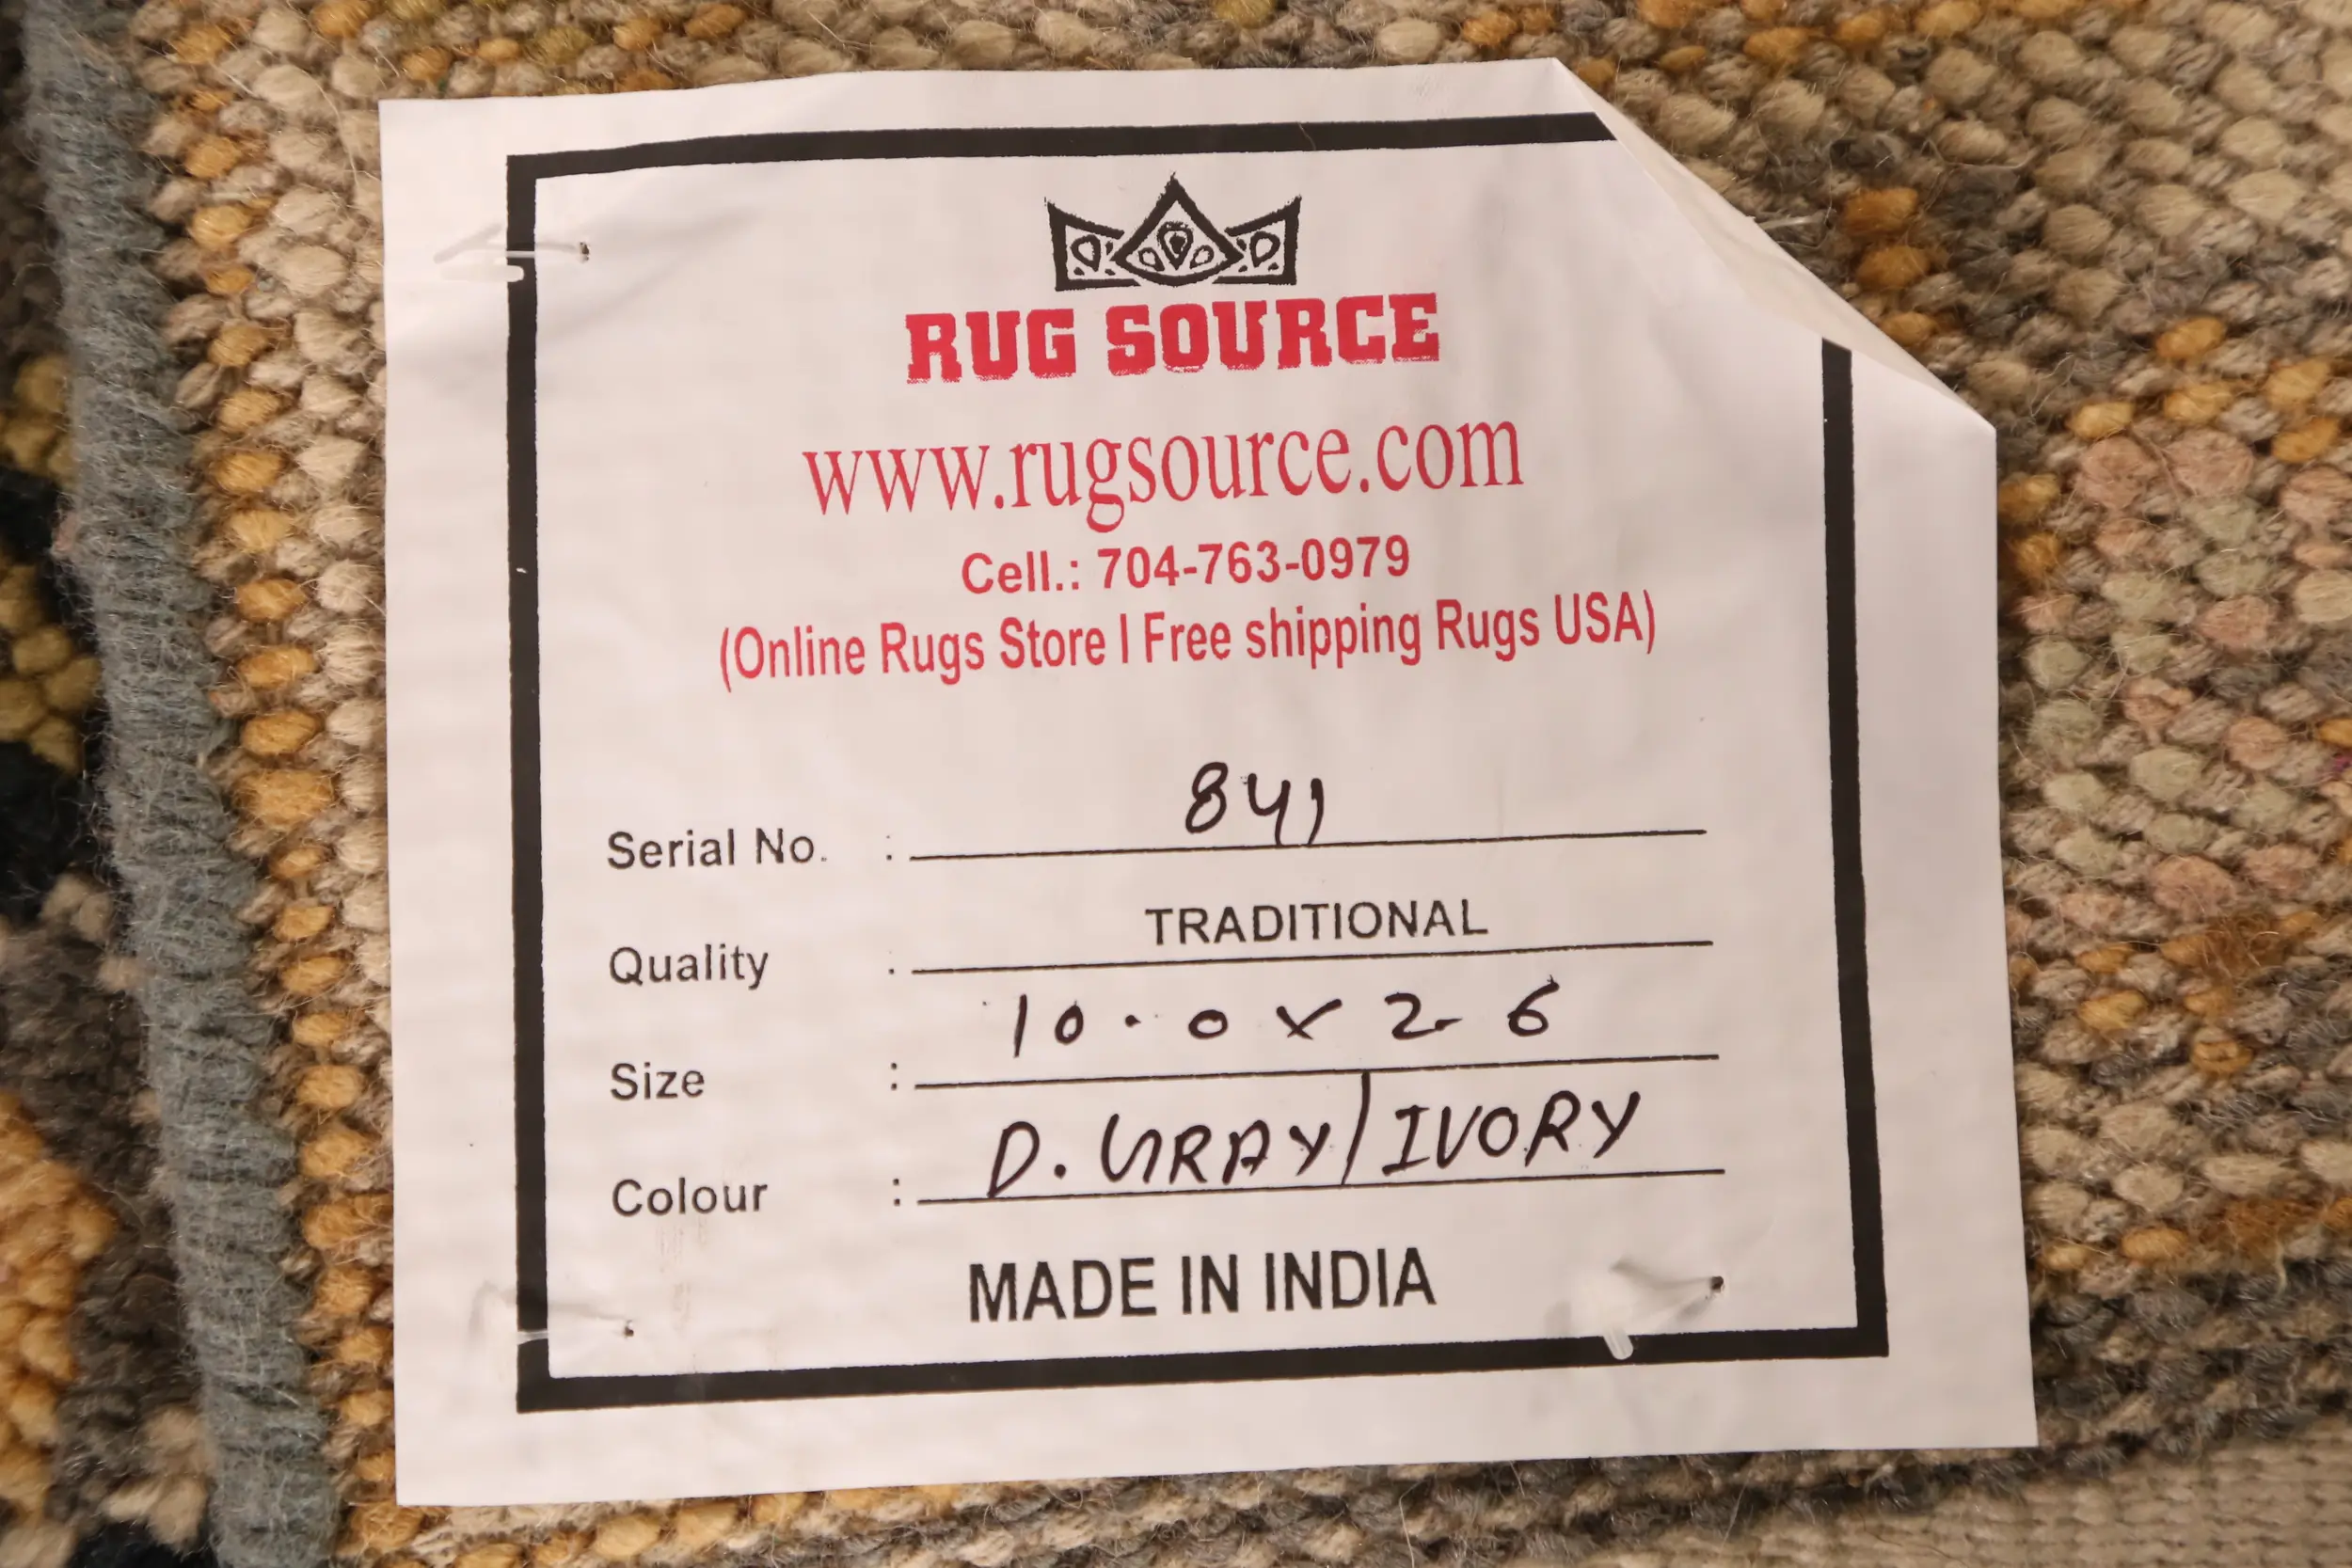 RUG SOURCE
www.rugsource.com
Cell.: 704-763-0979
(Online Rugs Store I Free shipping Rugs USA)
Serial No. : 841
Quality : TRADITIONAL
Size : 10.0 x 2.6
Colour : D. GRAY/IVORY
MADE IN INDIA